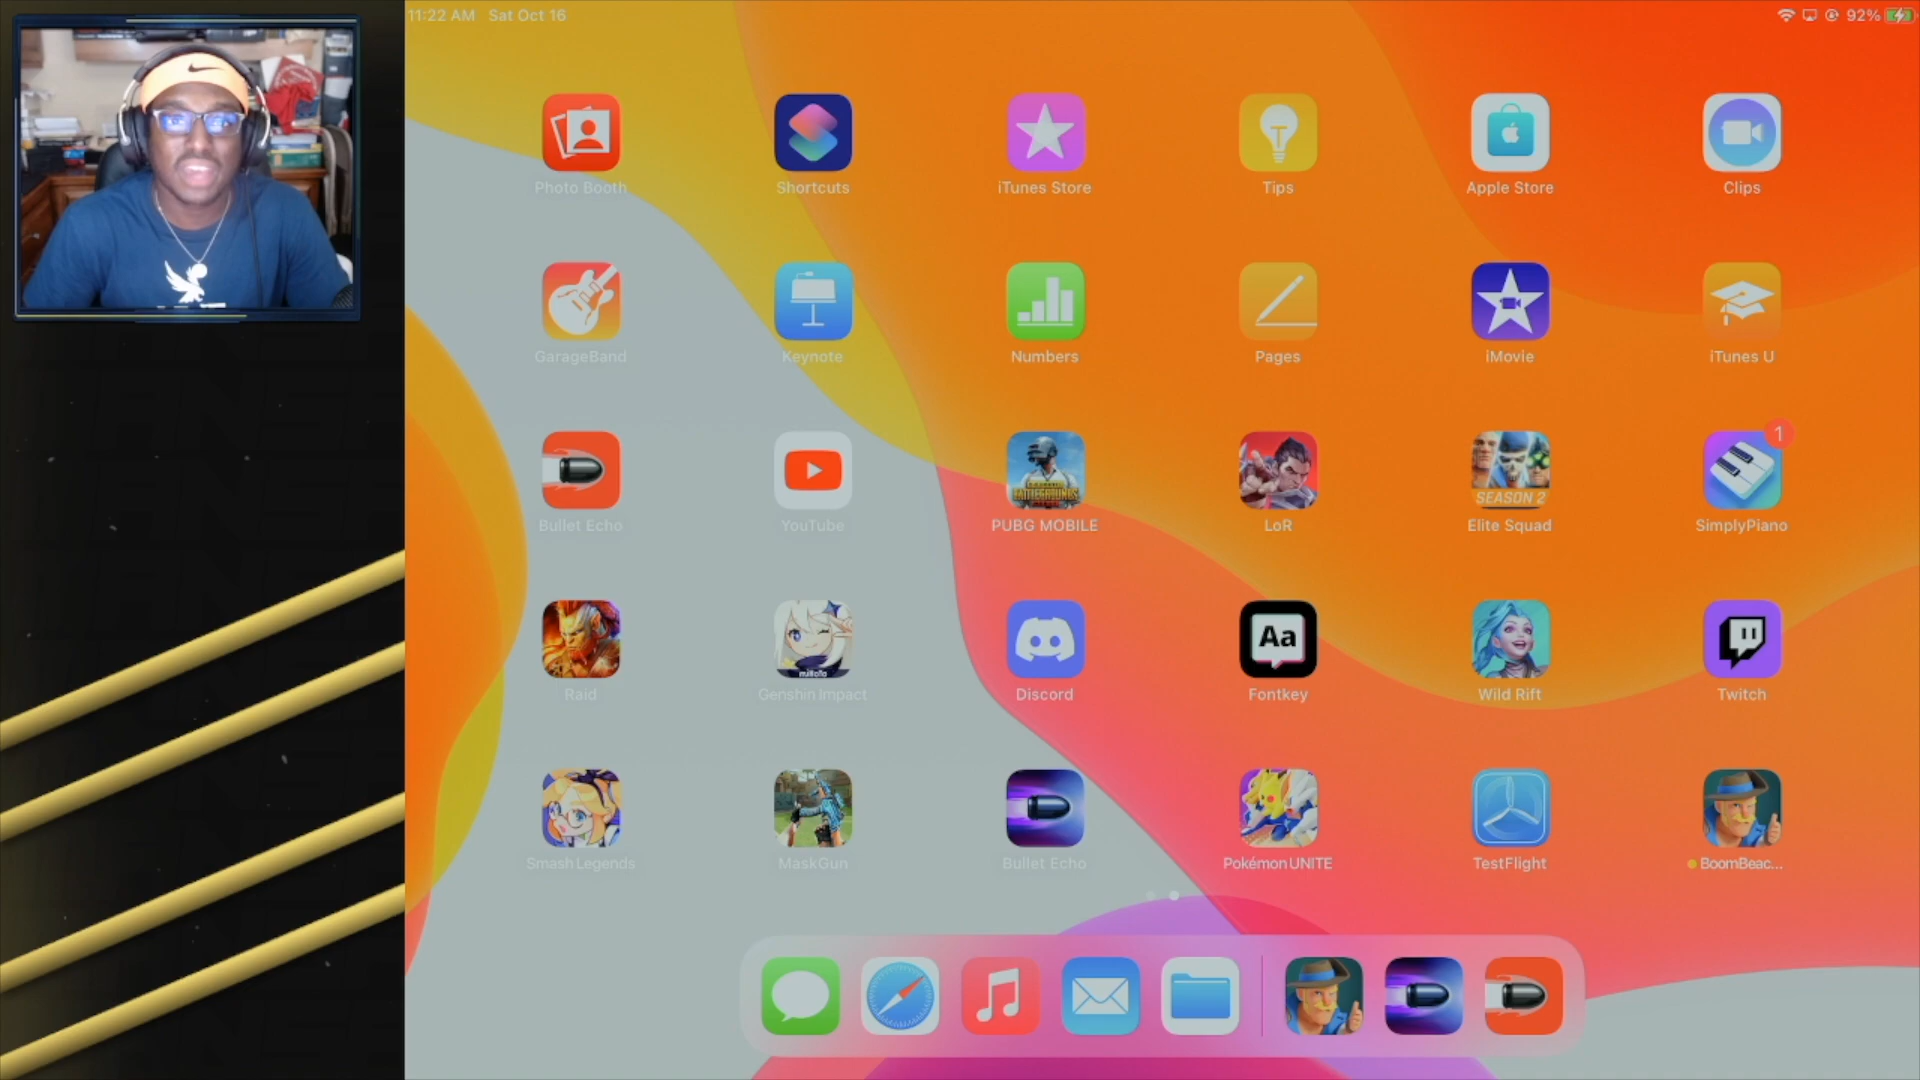 11:22 AM Sat Oct 16
92%
Photo Booth
Shortcuts
iTunes Store
Tips
Apple Store
Clips
GarageBand
Keynote
Numbers
Pages
iMovie
iTunes U
BATTLEGROUNDS
SEASON 2
1
Bullet Echo
YouTube
PUBG MOBILE
LoR
Elite Squad
SimplyPiano
miHoYo
Aa
Raid
Genshin Impact
Discord
Fontkey
Wild Rift
Twitch
Smash Legends
MaskGun
Bullet Echo
Pokémon UNITE
TestFlight
BoomBeac...